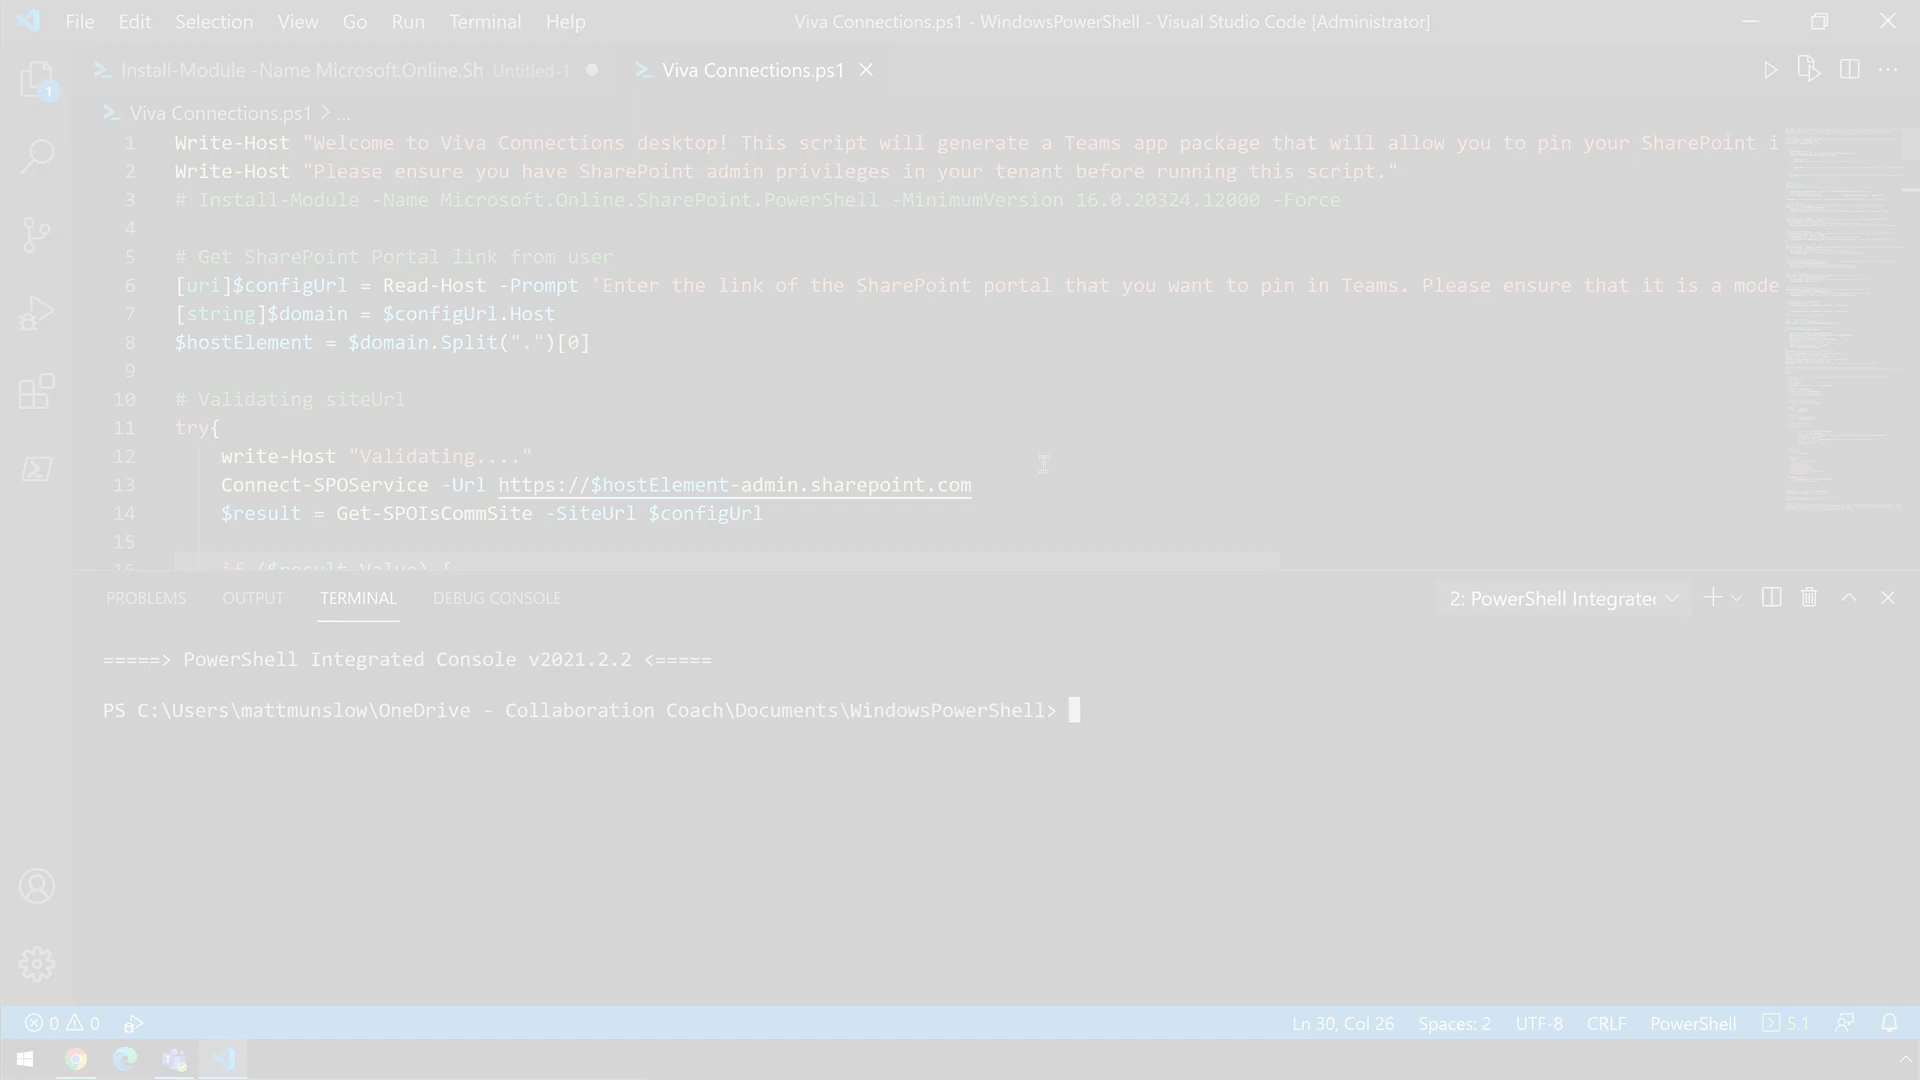 File Edit Selection View Go Run Terminal Help Viva Connections.ps1 - WindowsPowerShell - Visual Studio Code [Administrator]
Install-Module -Name Microsoft.Online.Sh Untitled-1 Viva Connections.ps1
1
Viva Connections.ps1 > ...
1 Write-Host "Welcome to Viva Connections desktop! This script will generate a Teams app package that will allow you to pin your SharePoint i
2 Write-Host "Please ensure you have SharePoint admin privileges in your tenant before running this script."
3 # Install-Module -Name Microsoft.Online.SharePoint.PowerShell -MinimumVersion 16.0.20324.12000 -Force
4
5 # Get SharePoint Portal link from user
6 [uri]$configUrl = Read-Host -Prompt 'Enter the link of the SharePoint portal that you want to pin in Teams. Please ensure that it is a mode
7 [string]$domain = $configUrl.Host
8 $hostElement = $domain.Split(".")[0]
9
10 # Validating siteUrl
11 try{
12 write-Host "Validating...."
13 Connect-SPOService -Url https://$hostElement-admin.sharepoint.com
14 $result = Get-SPOIsCommSite -SiteUrl $configUrl
15
16 if ($result.Value) {
PROBLEMS OUTPUT TERMINAL DEBUG CONSOLE 2: PowerShell Integrate
=====> PowerShell Integrated Console v2021.2.2 <=====
PS C:\Users\mattmunslow\OneDrive - Collaboration Coach\Documents\WindowsPowerShell>
0 0 Ln 30, Col 26 Spaces: 2 UTF-8 CRLF PowerShell 5.1